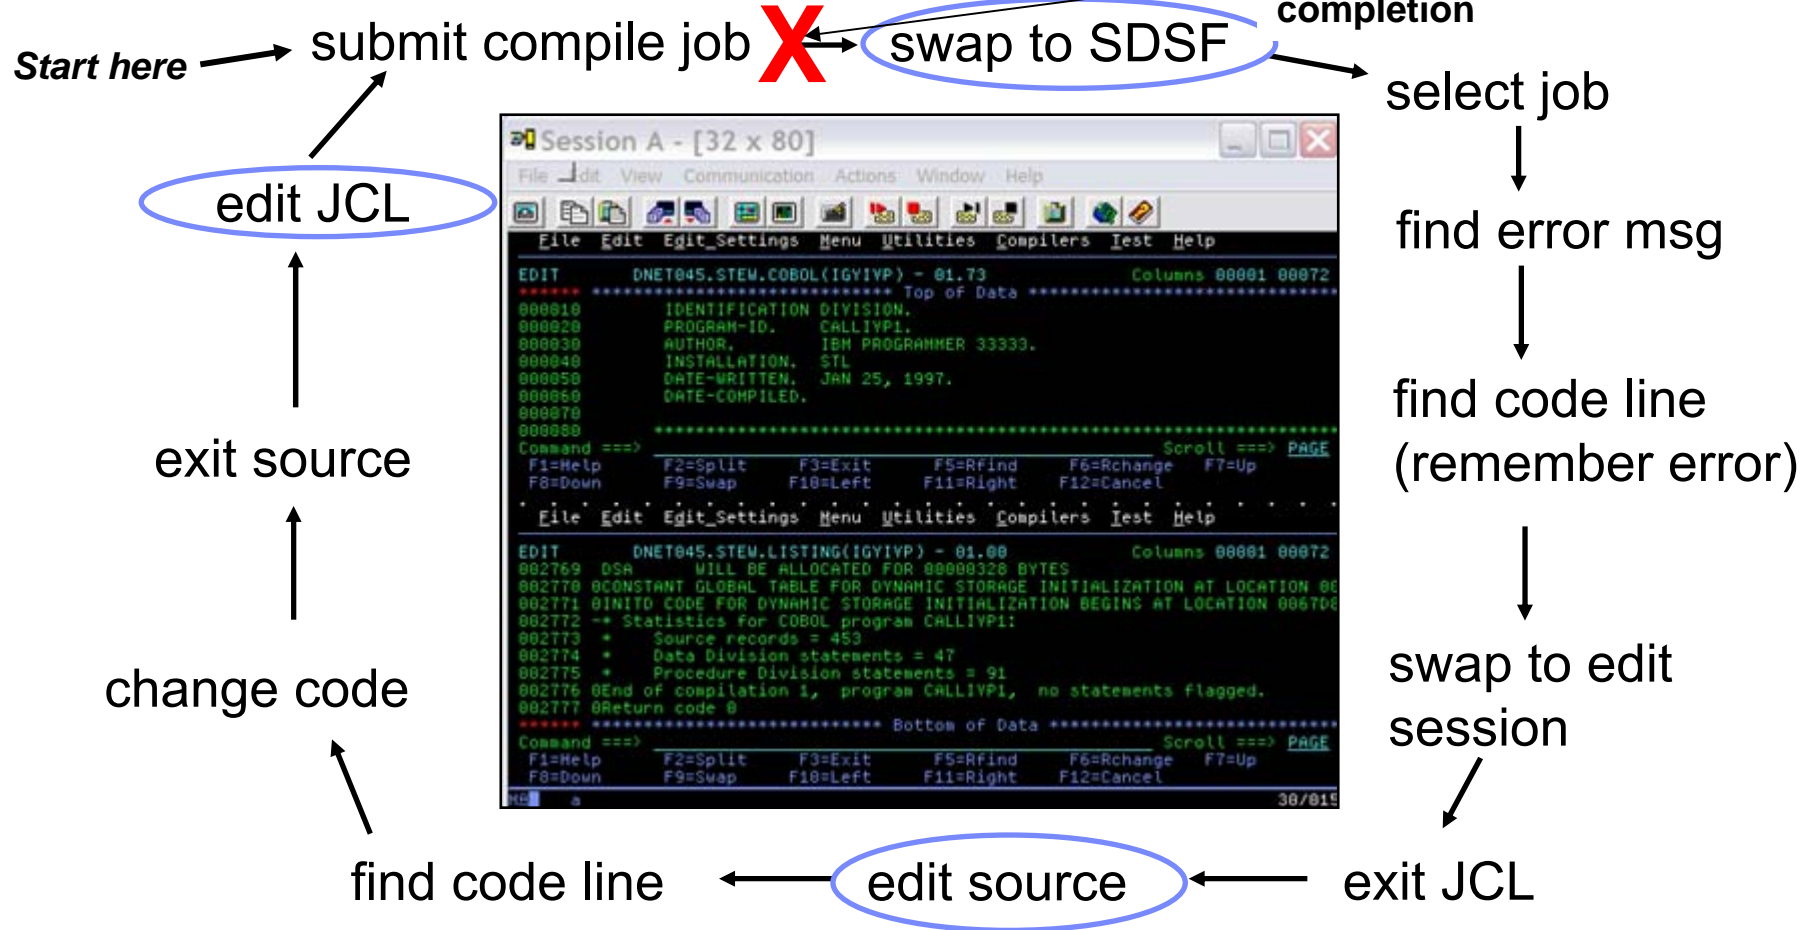 completion
Start here
submit compile job
X
swap to SDSF
select job
find error msg
find code line
(remember error)
swap to edit
session
exit JCL
edit source
find code line
change code
exit source
edit JCL
Session A - [32 x 80]
File Edit View Communication Actions Window Help
File Edit Edit_Settings Menu Utilities Compilers Test Help
EDIT DNET045.STEW.COBOL(IGYIVP) - 01.73 Columns 00001 00072
****** ****************************** Top of Data ******************************
000010 IDENTIFICATION DIVISION.
000020 PROGRAM-ID. CALLIVP1.
000030 AUTHOR. IBM PROGRAMMER 33333.
000040 INSTALLATION. STL
000050 DATE-WRITTEN. JAN 25, 1997.
000060 DATE-COMPILED.
000070
000080 ************************************************************
Command ===> Scroll ===> PAGE
F1=Help F2=Split F3=Exit F5=Rfind F6=Rchange F7=Up
F8=Down F9=Swap F10=Left F11=Right F12=Cancel
File Edit Edit_Settings Menu Utilities Compilers Test Help
EDIT DNET045.STEW.LISTING(IGYIVP) - 01.00 Columns 00001 00072
002769 DSA WILL BE ALLOCATED FOR 00000328 BYTES
002770 0CONSTANT GLOBAL TABLE FOR DYNAMIC STORAGE INITIALIZATION AT LOCATION
002771 0INITD CODE FOR DYNAMIC STORAGE INITIALIZATION BEGINS AT LOCATION 0067D8
002772 -* Statistics for COBOL program CALLIVP1:
002773 * Source records = 453
002774 * Data Division statements = 47
002775 * Procedure Division statements = 91
002776 0End of compilation 1, program CALLIVP1, no statements flagged.
002777 0Return code 0
****** **************************** Bottom of Data *****************************
Command ===> Scroll ===> PAGE
F1=Help F2=Split F3=Exit F5=Rfind F6=Rchange F7=Up
F8=Down F9=Swap F10=Left F11=Right F12=Cancel
a 30/015